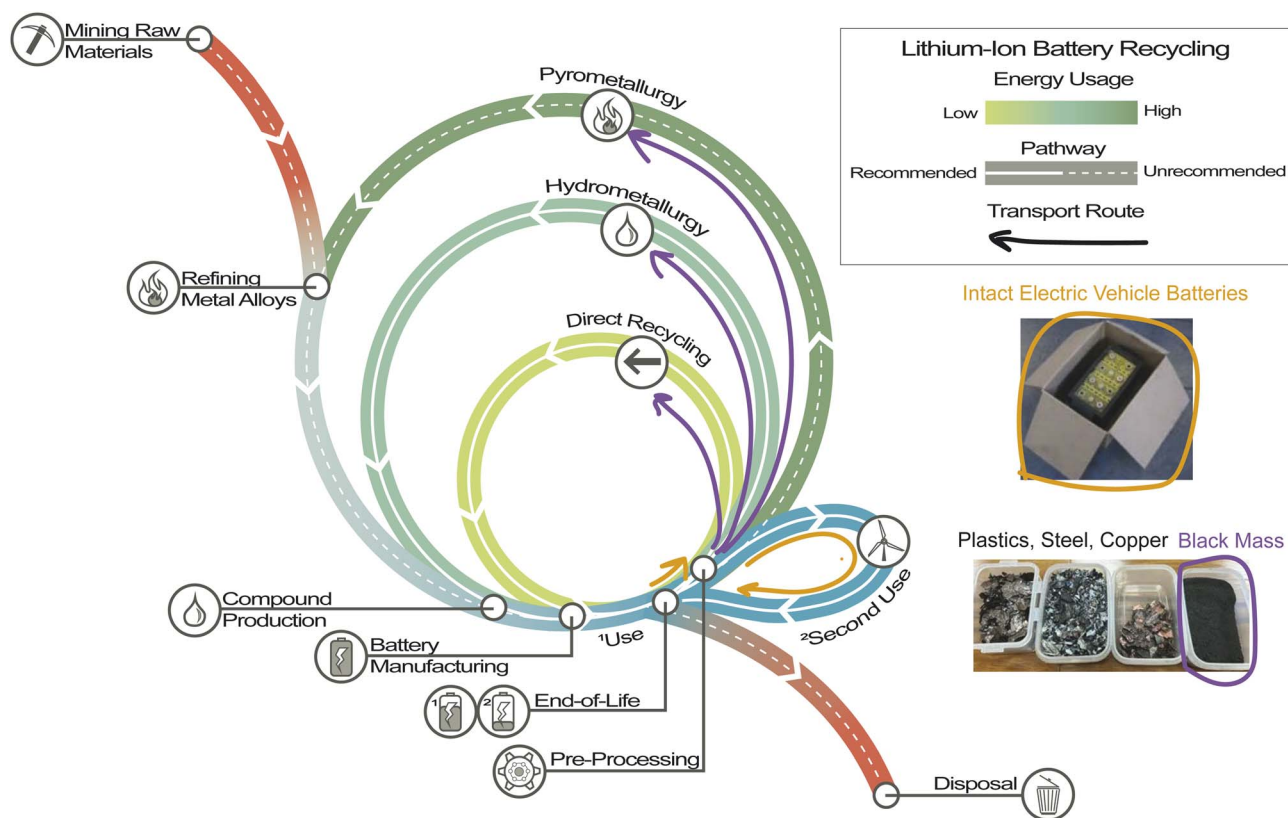 Mining Raw
Materials
Pyrometallurgy
Hydrometallurgy
Direct Recycling
Refining
Metal Alloys
Compound
Production
Battery
Manufacturing
¹Use
²Second Use
1
2
End-of-Life
Pre-Processing
Disposal
Lithium-Ion Battery Recycling
Energy Usage
Low
High
Pathway
Recommended
Unrecommended
Transport Route
Intact Electric Vehicle Batteries
Plastics, Steel, Copper Black Mass